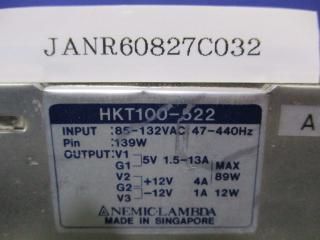 JANR60827C032
HKT100-522
INPUT :85-132VAC 47-440Hz
Pin :139W
OUTPUT:V1 5V 1.5-13A
G1 MAX
V2 +12V 4A 89W
G2
V3 -12V 1A 12W
NEMIC-LAMBDA
MADE IN SINGAPORE
A